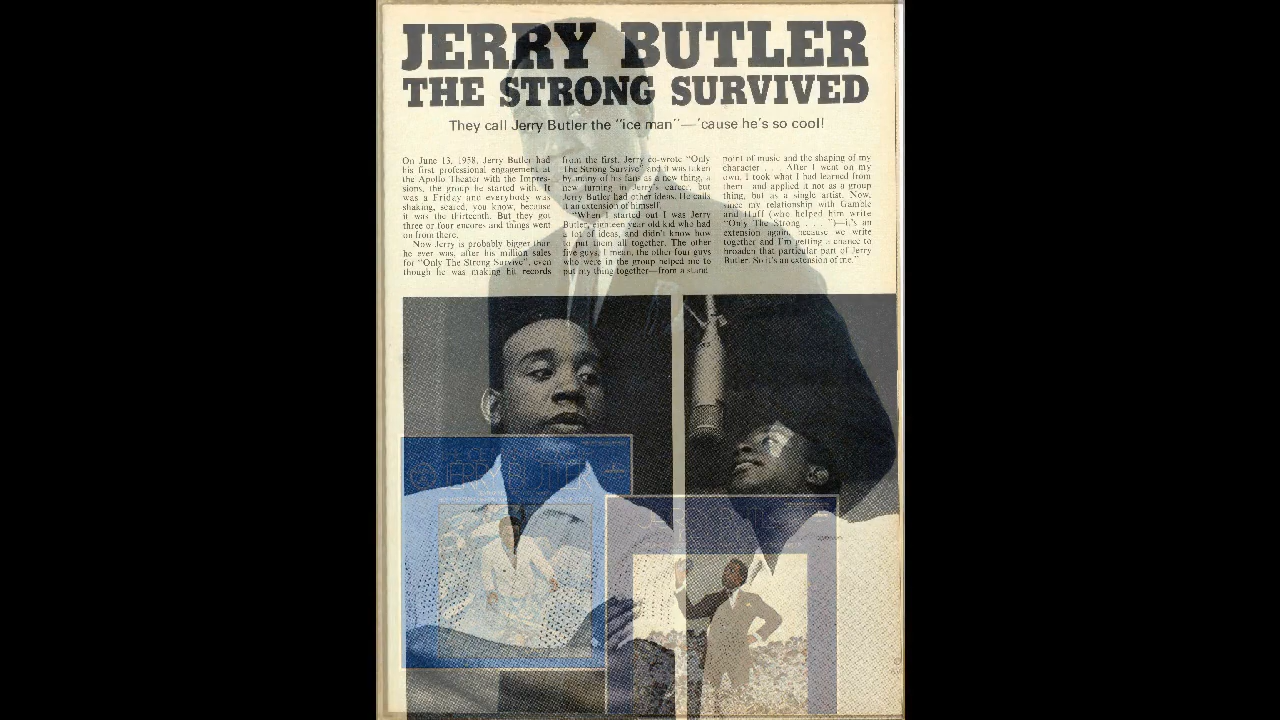 JERRY BUTLER
THE STRONG SURVIVED
They call Jerry Butler the "ice man"—'cause he's so cool!
On June 13, 1958, Jerry Butler had
his first professional engagement at
the Apollo Theater with the Impres-
sions, the group he started with. It
was a Friday and everybody was
shaking, scared, you know, because
it was the thirteenth. But they got
three or four encores and things went
on from there.
Now Jerry is probably bigger than
he ever was, after his million sales
for "Only The Strong Survive", even
though he was making hit records
from the first. Jerry co-wrote "Only
The Strong Survive" and it was taken
by many of his fans as a new thing, a
new turning in Jerry's career, but
Jerry Butler had other ideas. He calls
it an extension of himself.
"When I started out I was Jerry
Butler, eighteen year old kid who had
a lot of ideas, and didn't know how
to put them all together. The other
five guys, I mean, the other four guys
who were in the group helped me to
put my thing together—from a stand
point of music and the shaping of my
character . . . After I went on my
own, I took what I had learned from
them and applied it not as a group
thing, but as a single artist. Now,
since my relationship with Gamble
and Huff (who helped him write
"Only The Strong . . . .")—it's an
extension again, because we write
together and I'm getting a chance to
broaden that particular part of Jerry
Butler. So it's an extension of me."
JERRY BUTLER